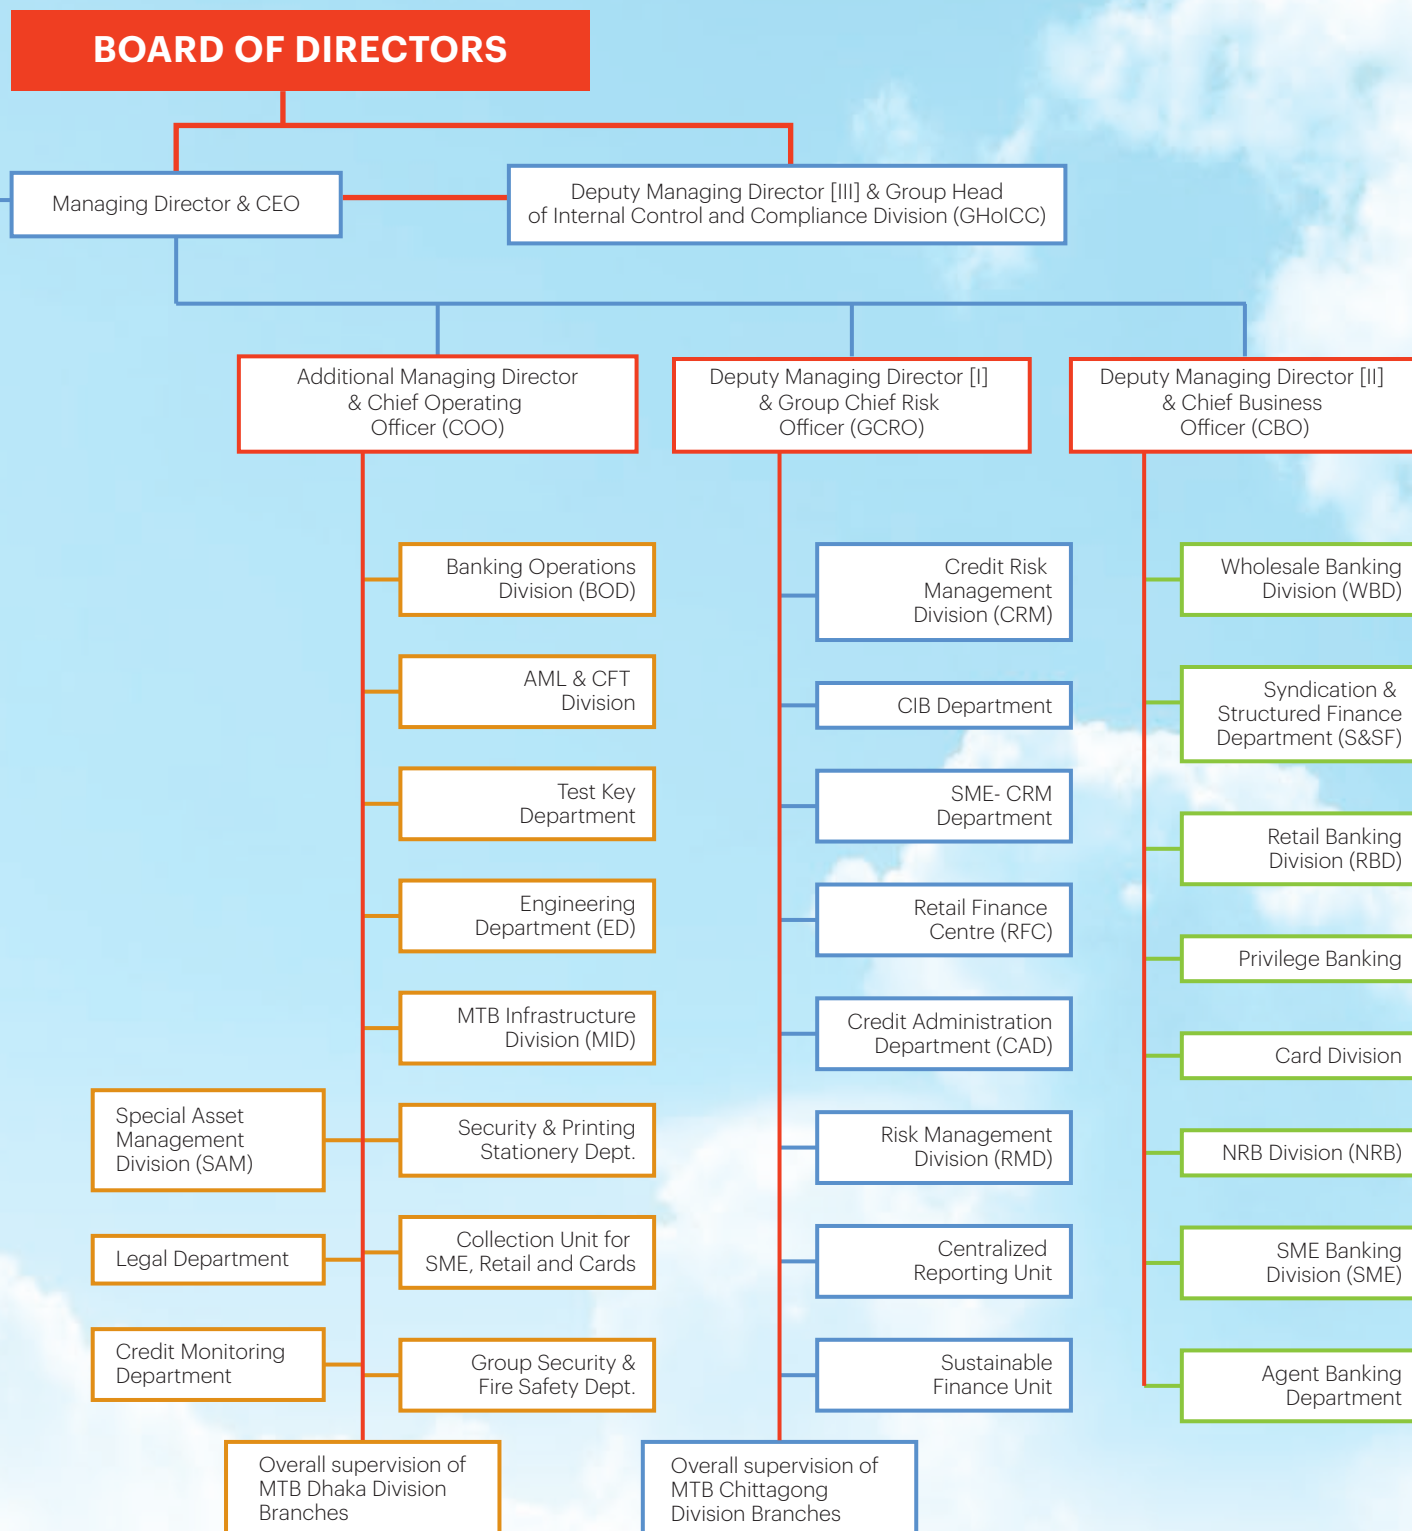 BOARD OF DIRECTORS
Managing Director & CEO
Deputy Managing Director [III] & Group Head
of Internal Control and Compliance Division (GHoICC)
Additional Managing Director
& Chief Operating
Officer (COO)
Deputy Managing Director [I]
& Group Chief Risk
Officer (GCRO)
Deputy Managing Director [II]
& Chief Business
Officer (CBO)
Banking Operations
Division (BOD)
AML & CFT
Division
Test Key
Department
Engineering
Department (ED)
MTB Infrastructure
Division (MID)
Special Asset
Management
Division (SAM)
Security & Printing
Stationery Dept.
Legal Department
Collection Unit for
SME, Retail and Cards
Credit Monitoring
Department
Group Security &
Fire Safety Dept.
Overall supervision of
MTB Dhaka Division
Branches
Credit Risk
Management
Division (CRM)
CIB Department
SME- CRM
Department
Retail Finance
Centre (RFC)
Credit Administration
Department (CAD)
Risk Management
Division (RMD)
Centralized
Reporting Unit
Sustainable
Finance Unit
Overall supervision of
MTB Chittagong
Division Branches
Wholesale Banking
Division (WBD)
Syndication &
Structured Finance
Department (S&SF)
Retail Banking
Division (RBD)
Privilege Banking
Card Division
NRB Division (NRB)
SME Banking
Division (SME)
Agent Banking
Department